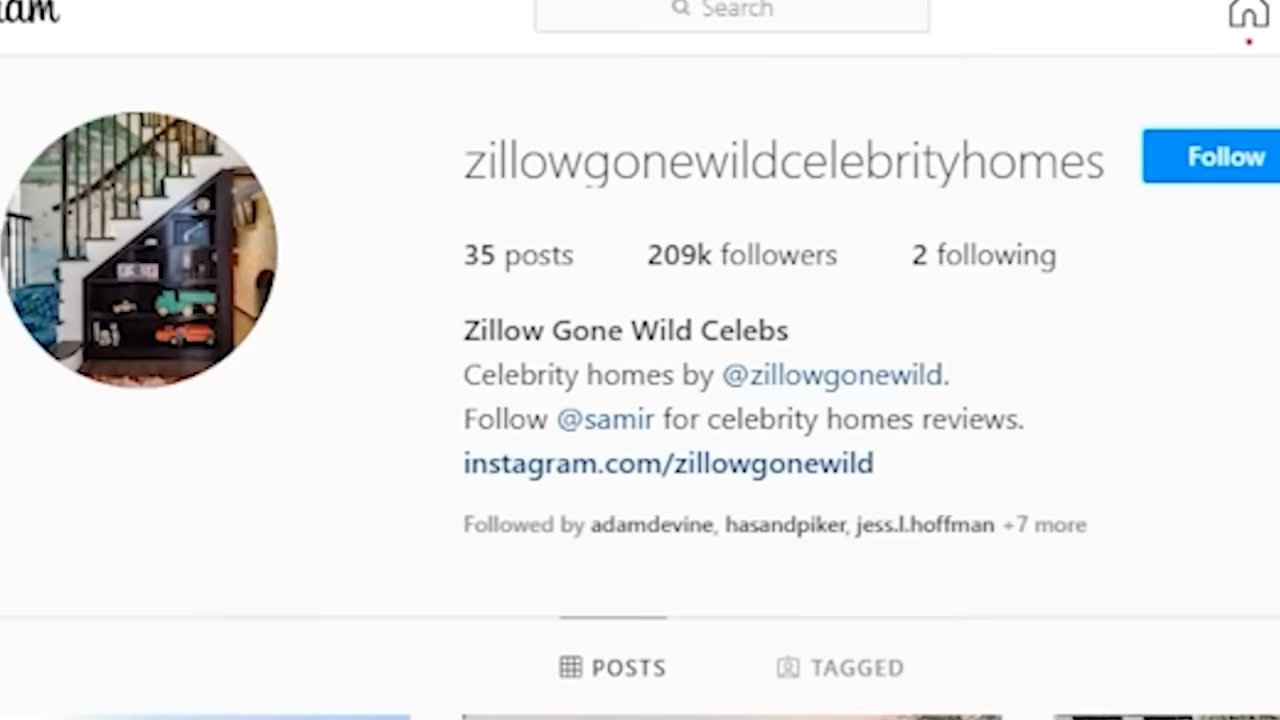 Search
zillowgonewildcelebrityhomes Follow
35 posts 209k followers 2 following
Zillow Gone Wild Celebs
Celebrity homes by @zillowgonewild.
Follow @samir for celebrity homes reviews.
instagram.com/zillowgonewild
Followed by adamdevine, hasandpiker, jess.l.hoffman +7 more
POSTS TAGGED